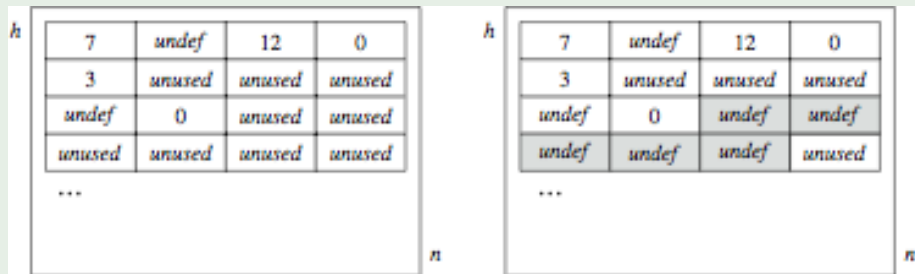 h 7 undef 12 0
3 unused unused unused
undef 0 unused unused
unused unused unused unused
...
n
h 7 undef 12 0
3 unused unused unused
undef 0 undef undef
undef undef undef unused
...
n